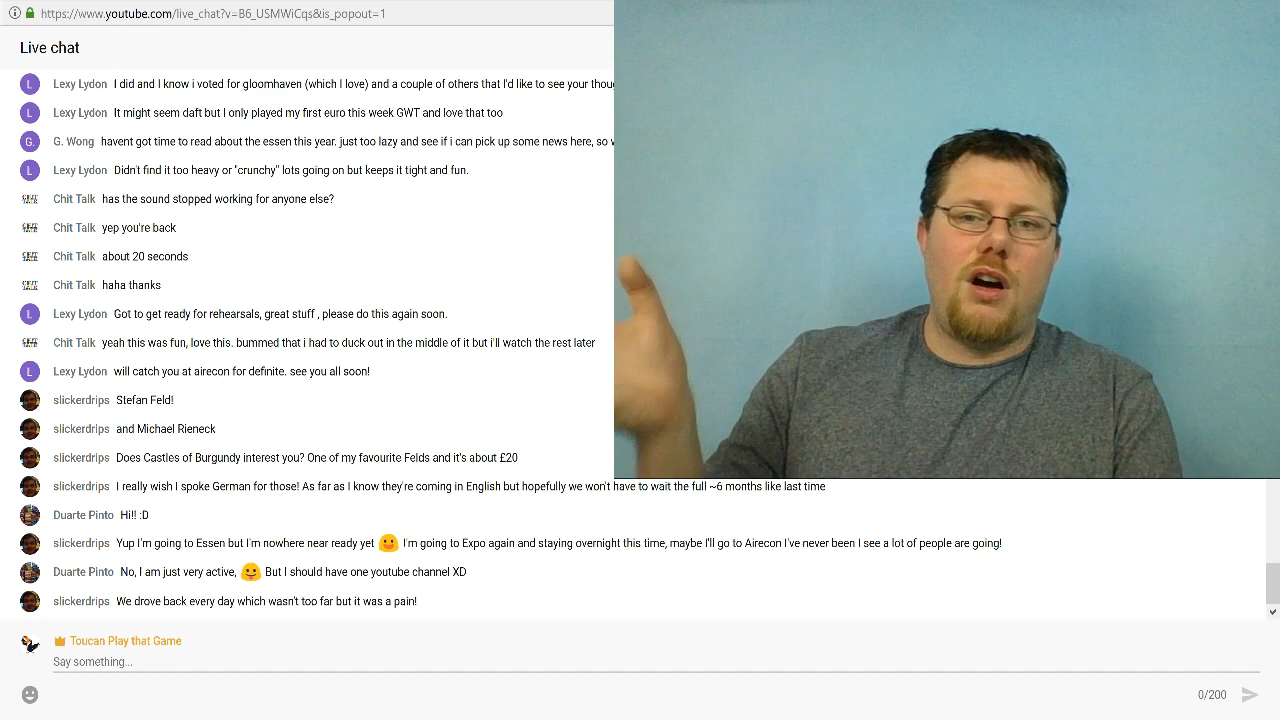 https://www.youtube.com/live_chat?v=B6_USMWiCqs&is_popout=1
Live chat
L Lexy Lydon I did and I know i voted for gloomhaven (which I love) and a couple of others that I'd like to see your
L Lexy Lydon It might seem daft but I only played my first euro this week GWT and love that too
G. G. Wong havent got time to read about the essen this year. just too lazy and see if i can pick up some news here, so
L Lexy Lydon Didn't find it too heavy or "crunchy" lots going on but keeps it tight and fun.
Chit Talk has the sound stopped working for anyone else?
Chit Talk yep you're back
Chit Talk about 20 seconds
Chit Talk haha thanks
L Lexy Lydon Got to get ready for rehearsals, great stuff , please do this again soon.
Chit Talk yeah this was fun, love this. bummed that i had to duck out in the middle of it but i'll watch the rest later
L Lexy Lydon will catch you at airecon for definite. see you all soon!
slickerdrips Stefan Feld!
slickerdrips and Michael Rieneck
slickerdrips Does Castles of Burgundy interest you? One of my favourite Felds and it's about £20
slickerdrips I really wish I spoke German for those! As far as I know they're coming in English but hopefully we won't have to wait the full ~6 months like last time
Duarte Pinto Hi!! :D
slickerdrips Yup I'm going to Essen but I'm nowhere near ready yet 😃 I'm going to Expo again and staying overnight this time, maybe I'll go to Airecon I've never been I see a lot of people are going!
Duarte Pinto No, I am just very active, 😛 But I should have one youtube channel XD
slickerdrips We drove back every day which wasn't too far but it was a pain!
Toucan Play that Game
Say something...
0/200